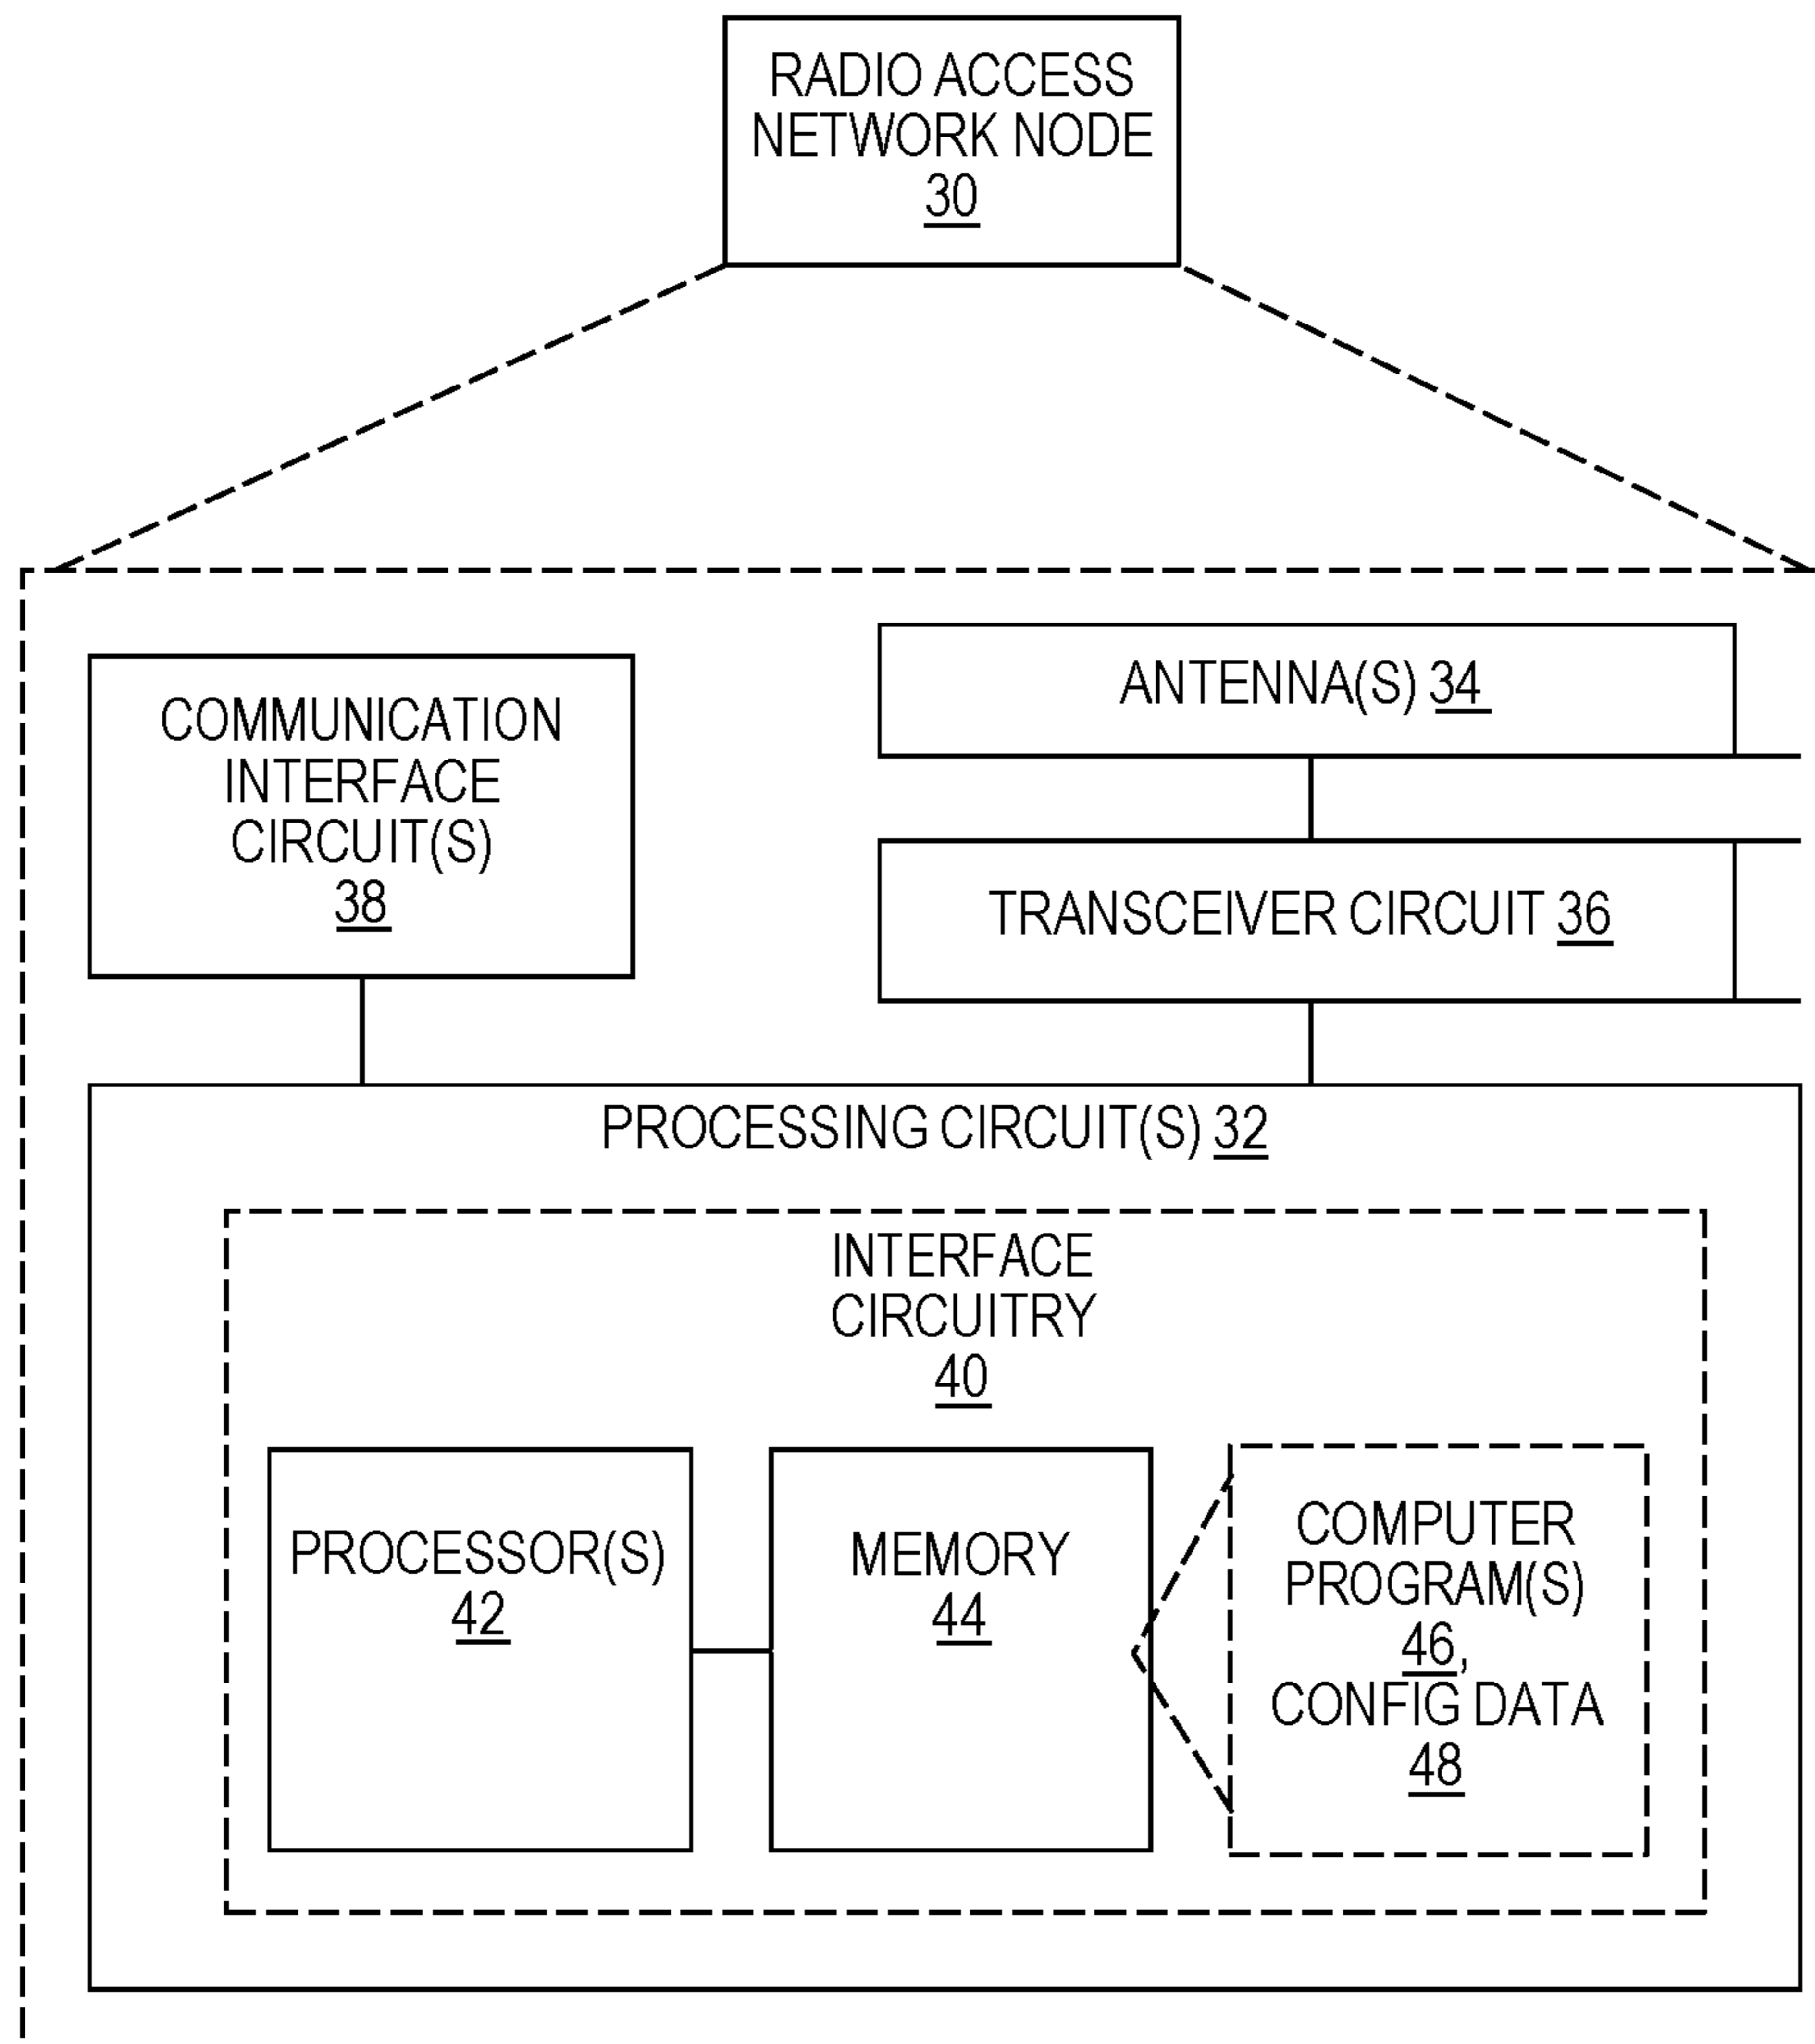 RADIO ACCESS
NETWORK NODE
30
COMMUNICATION
INTERFACE
CIRCUIT(S)
38
ANTENNA(S) 34
TRANSCEIVER CIRCUIT 36
PROCESSING CIRCUIT(S) 32
INTERFACE
CIRCUITRY
40
PROCESSOR(S)
42
MEMORY
44
COMPUTER
PROGRAM(S)
46,
CONFIG DATA
48